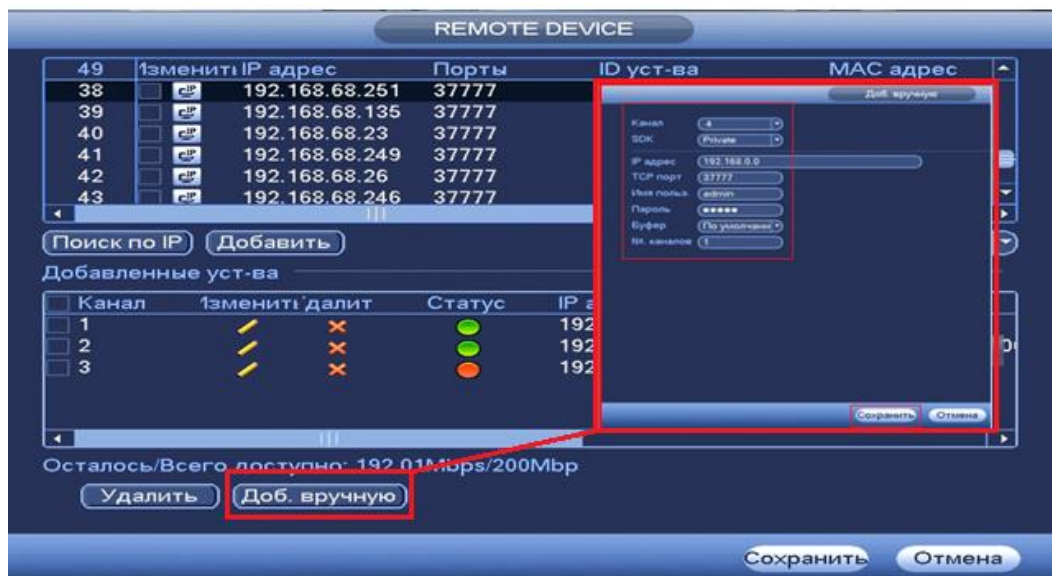 REMOTE DEVICE
49 Изменить IP адрес Порты ID уст-ва MAC адрес
38 192.168.68.251 37777
39 192.168.68.135 37777
40 192.168.68.23 37777
41 192.168.68.249 37777
42 192.168.68.26 37777
43 192.168.68.246 37777
Поиск по IP Добавить
Добавленные уст-ва
Канал Изменить далит Статус IP а
1 192
2 192
3 192
Осталось/Всего доступно: 192.01Mbps/200Mbp
Удалить Доб. вручную
Сохранить Отмена
Доб. вручную
Канал 4
SDK Private
IP адрес 192.168.0.0
TCP порт 37777
Имя польз. admin
Пароль •••••
Буфер По умолчани
№. каналов 1
Сохранить Отмена